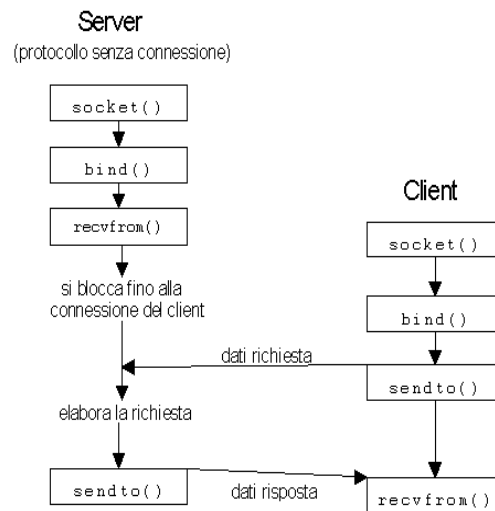 Server
(protocollo senza connessione)
socket()
bind()
recvfrom()
si blocca fino alla
connessione del client
elabora la richiesta
sendto()
Client
socket()
bind()
dati richiesta
sendto()
dati risposta
recvfrom()